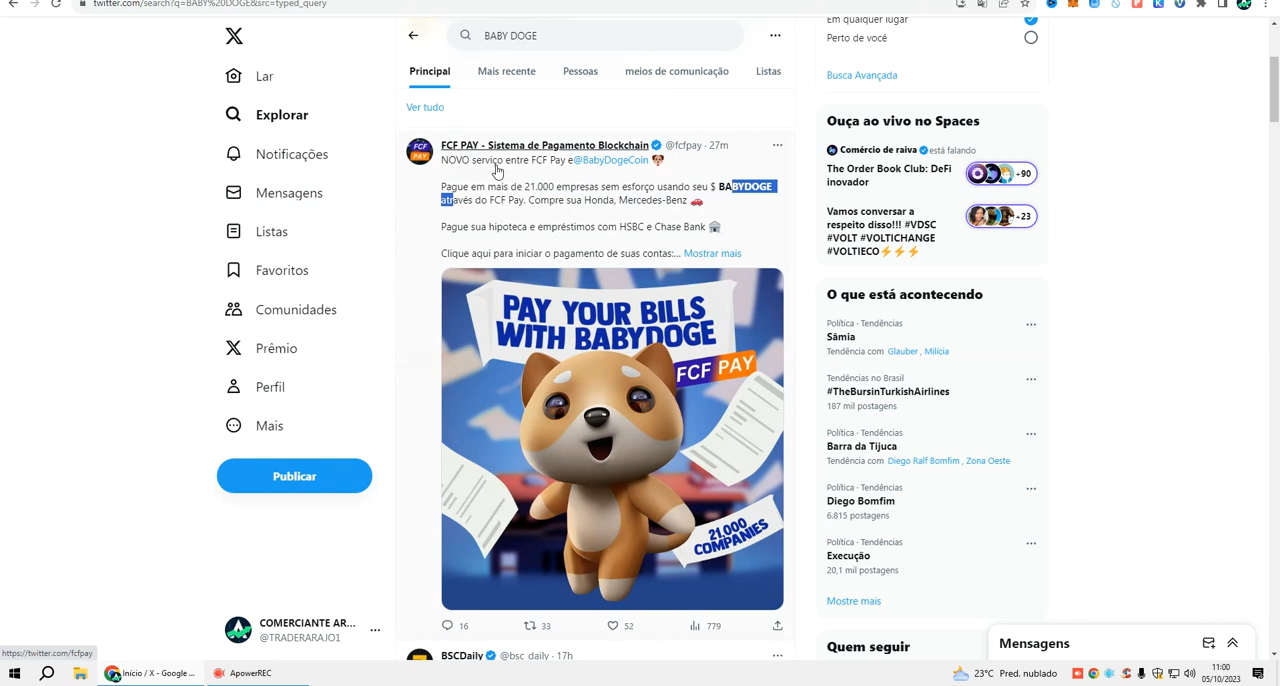 twitter.com/search?q=BABY%20DOGE&src=typed_query
BABY DOGE
Principal
Mais recente
Pessoas
meios de comunicação
Listas
Ver tudo
Lar
Explorar
Notificações
Mensagens
Listas
Favoritos
Comunidades
Prêmio
Perfil
Mais
Publicar
COMERCIANTE AR...
@TRADERARAJO1
FCF PAY - Sistema de Pagamento Blockchain @fcfpay · 27m
NOVO serviço entre FCF Pay e@BabyDogeCoin
Pague em mais de 21.000 empresas sem esforço usando seu $ BABYDOGE
através do FCF Pay. Compre sua Honda, Mercedes-Benz
Pague sua hipoteca e empréstimos com HSBC e Chase Bank
Clique aqui para iniciar o pagamento de suas contas:... Mostrar mais
FCF
PAY
PAY YOUR BILLS
WITH BABYDOGE
FCF PAY
21,000
COMPANIES
16
33
52
779
BSCDaily @bsc_daily · 17h
Em qualquer lugar
Perto de você
Busca Avançada
Ouça ao vivo no Spaces
Comércio de raiva está falando
The Order Book Club: DeFi
inovador
+90
Vamos conversar a
respeito disso!!! #VDSC
#VOLT #VOLTICHANGE
#VOLTIECO⚡⚡⚡
+23
O que está acontecendo
Política · Tendências
Sâmia
Tendência com Glauber , Milícia
Tendências no Brasil
#TheBursinTurkishAirlines
187 mil postagens
Política · Tendências
Barra da Tijuca
Tendência com Diego Ralf Bomfim , Zona Oeste
Política · Tendências
Diego Bomfim
6.815 postagens
Política · Tendências
Execução
20,1 mil postagens
Mostre mais
Quem seguir
Mensagens
https://twitter.com/fcfpay
Início / X - Google ...
ApowerREC
23°C Pred. nublado
11:00
05/10/2023